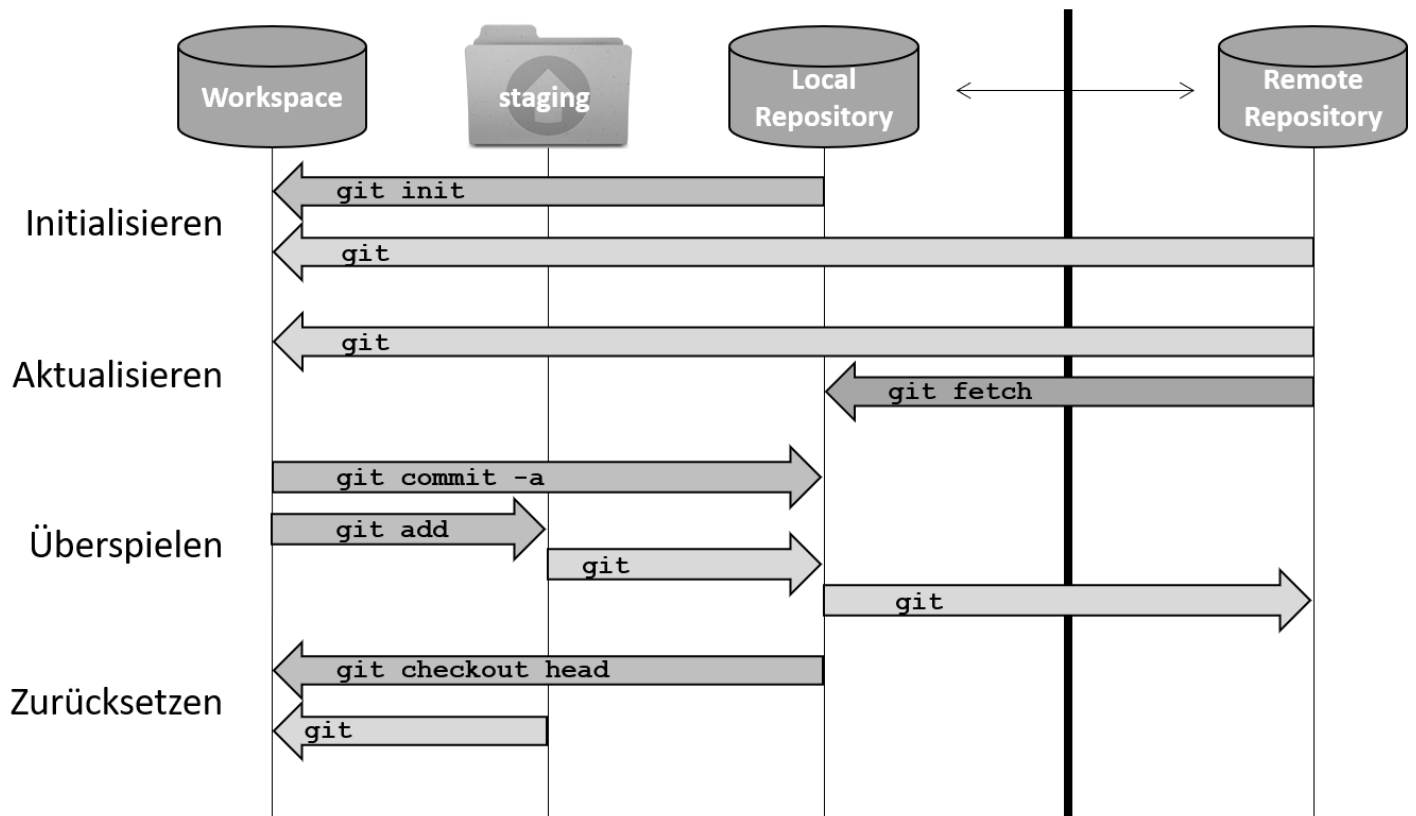 Workspace
staging
Local
Repository
Remote
Repository
Initialisieren
git init
git
Aktualisieren
git
git fetch
Überspielen
git commit -a
git add
git
git
Zurücksetzen
git checkout head
git